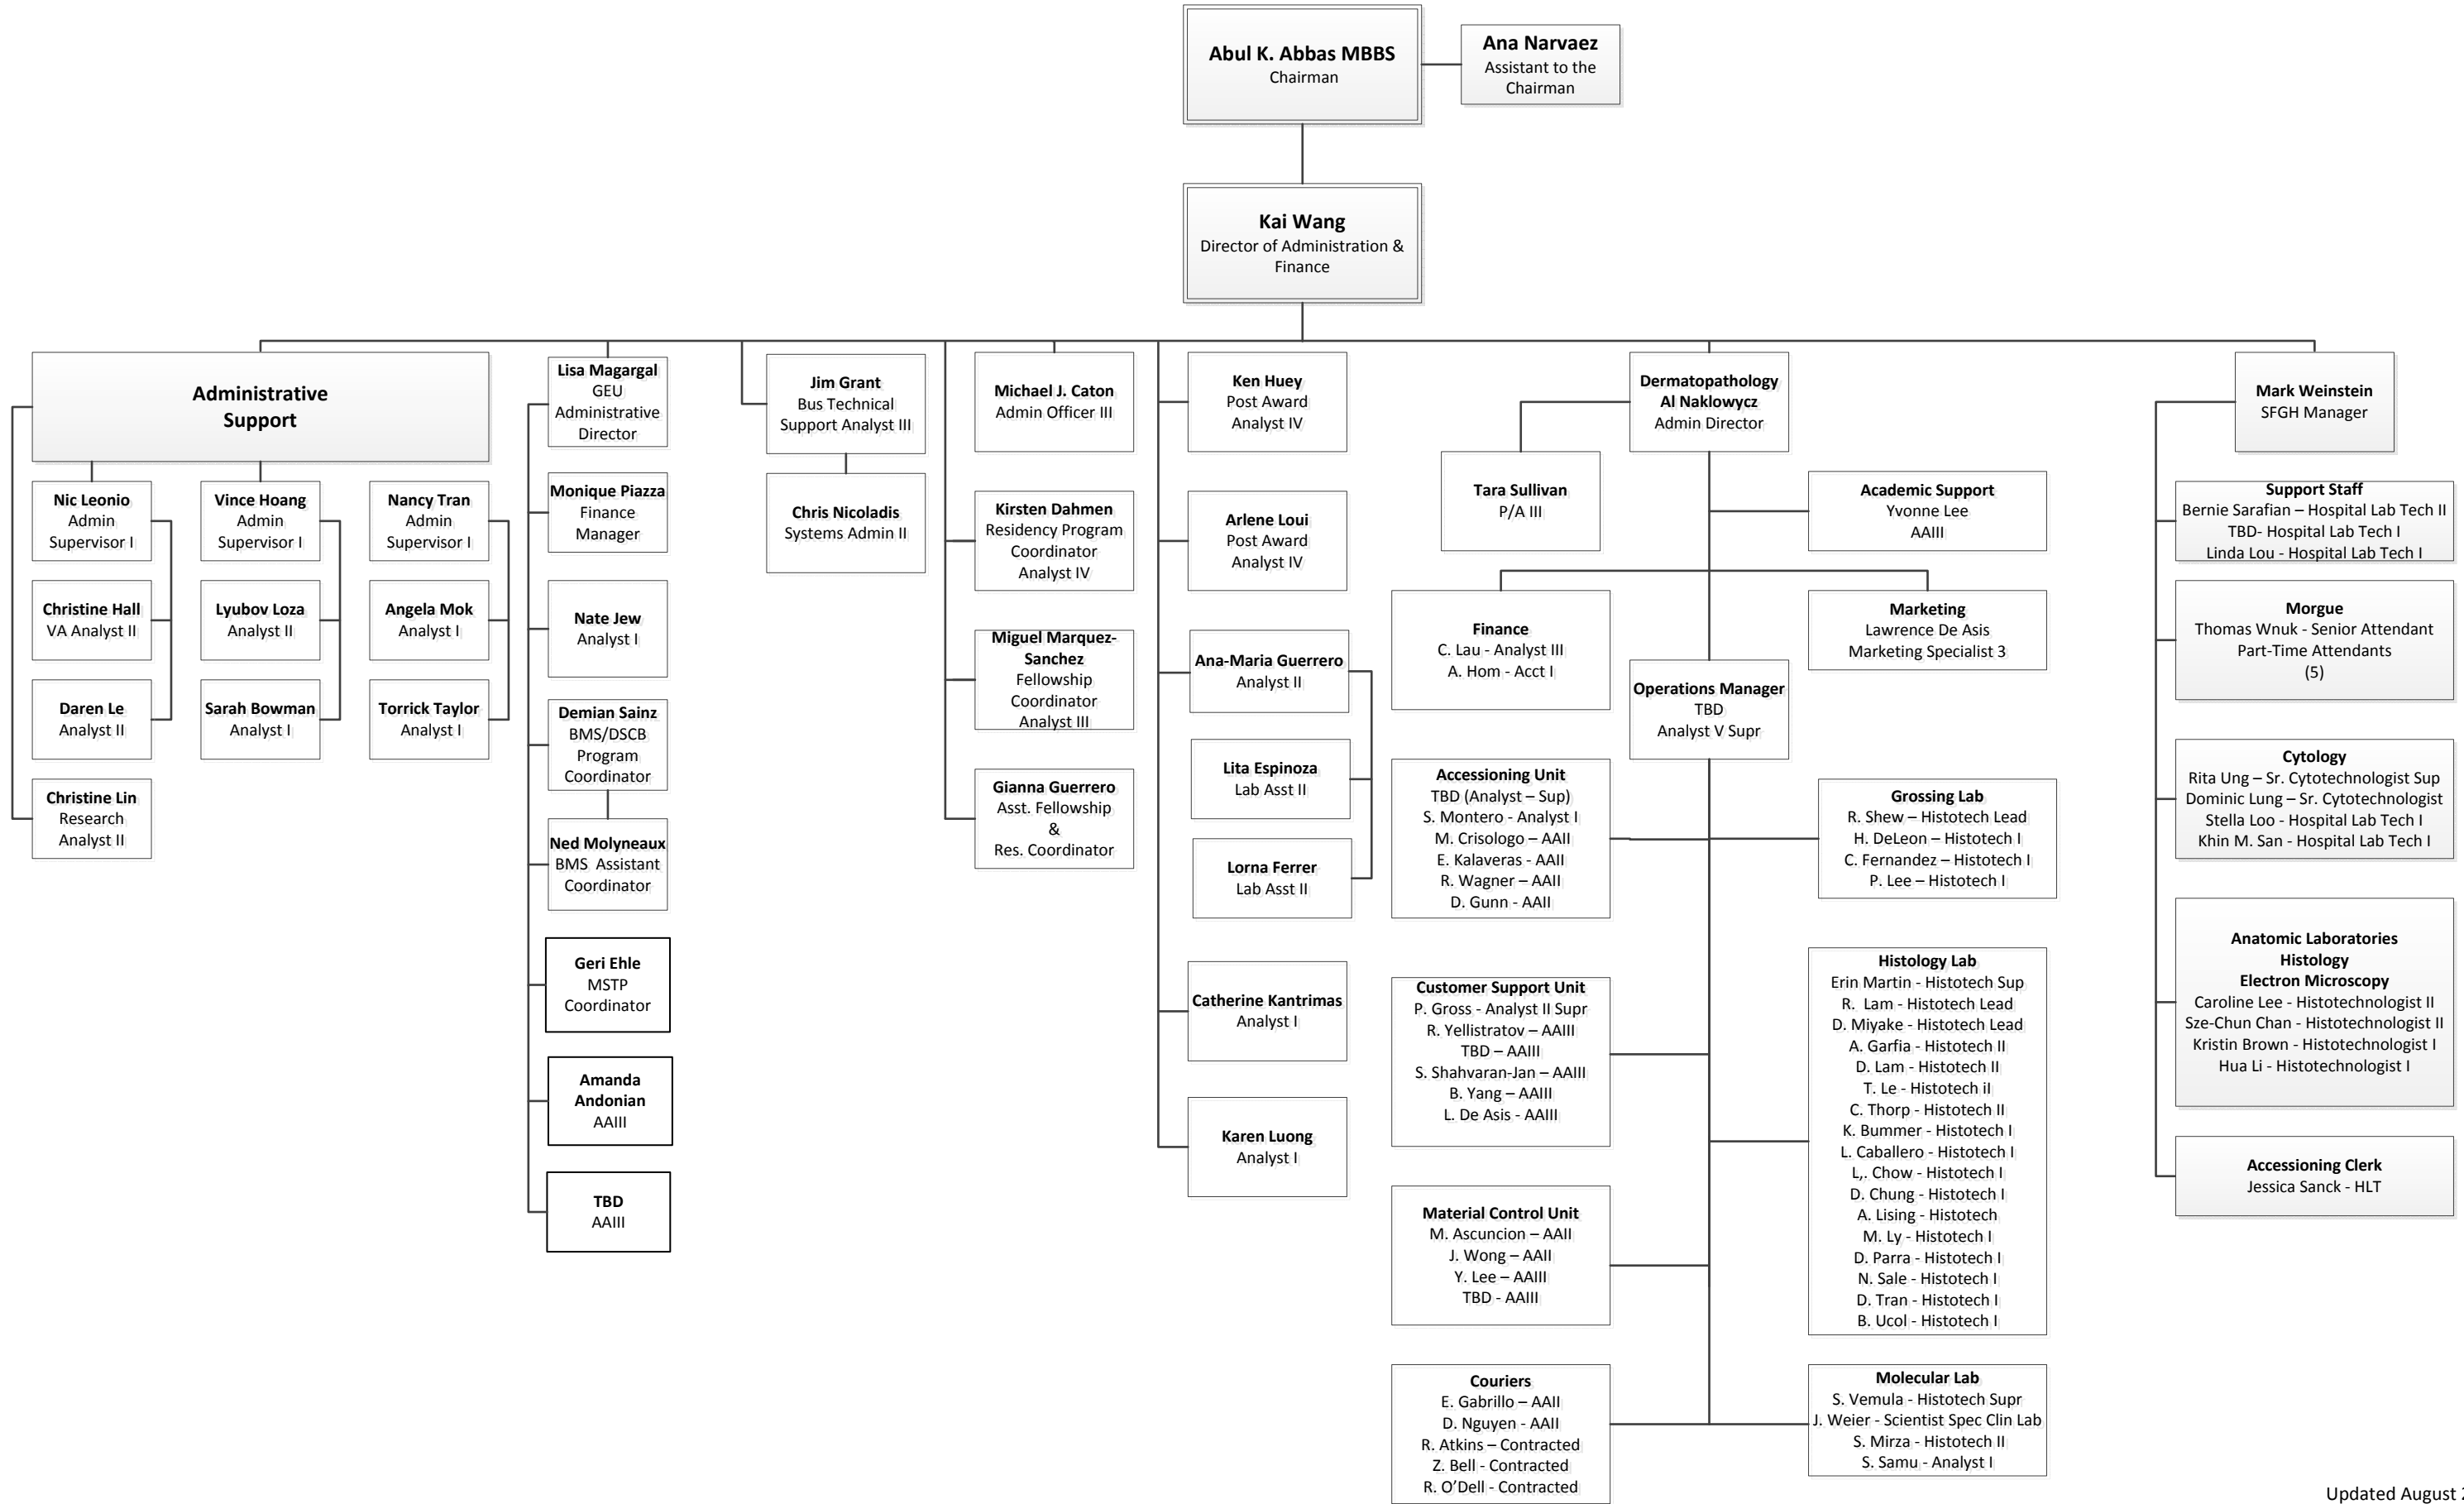 Abul K. Abbas MBBS
Chairman
Ana Narvaez
Assistant to the
Chairman
Kai Wang
Director of Administration &
Finance
Administrative
Support
Nic Leonio
Admin
Supervisor I
Christine Hall
VA Analyst II
Daren Le
Analyst II
Christine Lin
Research
Analyst II
Vince Hoang
Admin
Supervisor I
Lyubov Loza
Analyst II
Sarah Bowman
Analyst I
Nancy Tran
Admin
Supervisor I
Angela Mok
Analyst I
Torrick Taylor
Analyst I
Lisa Magargal
GEU
Administrative
Director
Monique Piazza
Finance
Manager
Nate Jew
Analyst I
Demian Sainz
BMS/DSCB
Program
Coordinator
Ned Molyneaux
BMS Assistant
Coordinator
Geri Ehle
MSTP
Coordinator
Amanda
Andonian
AAIII
TBD
AAIII
Jim Grant
Bus Technical
Support Analyst III
Chris Nicoladis
Systems Admin II
Michael J. Caton
Admin Officer III
Kirsten Dahmen
Residency Program
Coordinator
Analyst IV
Miguel Marquez-
Sanchez
Fellowship
Coordinator
Analyst III
Gianna Guerrero
Asst. Fellowship
&
Res. Coordinator
Ken Huey
Post Award
Analyst IV
Arlene Loui
Post Award
Analyst IV
Ana-Maria Guerrero
Analyst II
Lita Espinoza
Lab Asst II
Lorna Ferrer
Lab Asst II
Catherine Kantrimas
Analyst I
Karen Luong
Analyst I
Dermatopathology
Al Naklowycz
Admin Director
Tara Sullivan
P/A III
Academic Support
Yvonne Lee
AAIII
Finance
C. Lau - Analyst III
A. Hom - Acct I
Marketing
Lawrence De Asis
Marketing Specialist 3
Operations Manager
TBD
Analyst V Supr
Accessioning Unit
TBD (Analyst – Sup)
S. Montero - Analyst I
M. Crisologo – AAII
E. Kalaveras - AAII
R. Wagner – AAII
D. Gunn - AAII
Grossing Lab
R. Shew – Histotech Lead
H. DeLeon – Histotech I
C. Fernandez – Histotech I
P. Lee – Histotech I
Customer Support Unit
P. Gross - Analyst II Supr
R. Yellistratov – AAIII
TBD – AAIII
S. Shahvaran-Jan – AAIII
B. Yang – AAIII
L. De Asis - AAIII
Histology Lab
Erin Martin - Histotech Sup
R. Lam - Histotech Lead
D. Miyake - Histotech Lead
A. Garfia - Histotech II
D. Lam - Histotech II
T. Le - Histotech iI
C. Thorp - Histotech II
K. Bummer - Histotech I
L. Caballero - Histotech I
L,. Chow - Histotech I
D. Chung - Histotech I
A. Lising - Histotech
M. Ly - Histotech I
D. Parra - Histotech I
N. Sale - Histotech I
D. Tran - Histotech I
B. Ucol - Histotech I
Material Control Unit
M. Ascuncion – AAII
J. Wong – AAII
Y. Lee – AAIII
TBD - AAIII
Couriers
E. Gabrillo – AAII
D. Nguyen - AAII
R. Atkins – Contracted
Z. Bell - Contracted
R. O'Dell - Contracted
Molecular Lab
S. Vemula - Histotech Supr
J. Weier - Scientist Spec Clin Lab
S. Mirza - Histotech II
S. Samu - Analyst I
Mark Weinstein
SFGH Manager
Support Staff
Bernie Sarafian – Hospital Lab Tech II
TBD- Hospital Lab Tech I
Linda Lou - Hospital Lab Tech I
Morgue
Thomas Wnuk - Senior Attendant
Part-Time Attendants
(5)
Cytology
Rita Ung – Sr. Cytotechnologist Sup
Dominic Lung – Sr. Cytotechnologist
Stella Loo - Hospital Lab Tech I
Khin M. San - Hospital Lab Tech I
Anatomic Laboratories
Histology
Electron Microscopy
Caroline Lee - Histotechnologist II
Sze-Chun Chan - Histotechnologist II
Kristin Brown - Histotechnologist I
Hua Li - Histotechnologist I
Accessioning Clerk
Jessica Sanck - HLT
Updated August